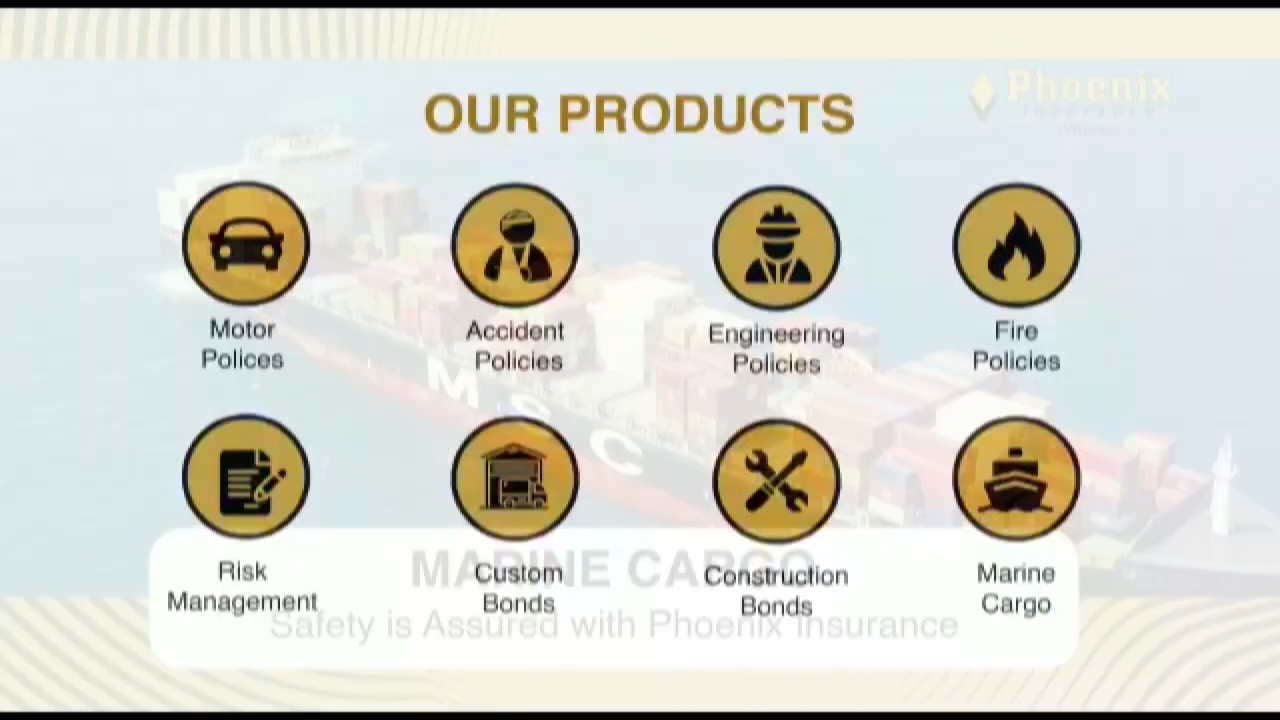 OUR PRODUCTS
Phoenix
Insurance
Motor
Polices
Accident
Policies
Engineering
Policies
Fire
Policies
MSC
Risk
Management
Custom
Bonds
Construction
Bonds
Marine
Cargo
MARINE CARGO
Safety is Assured with Phoenix Insurance